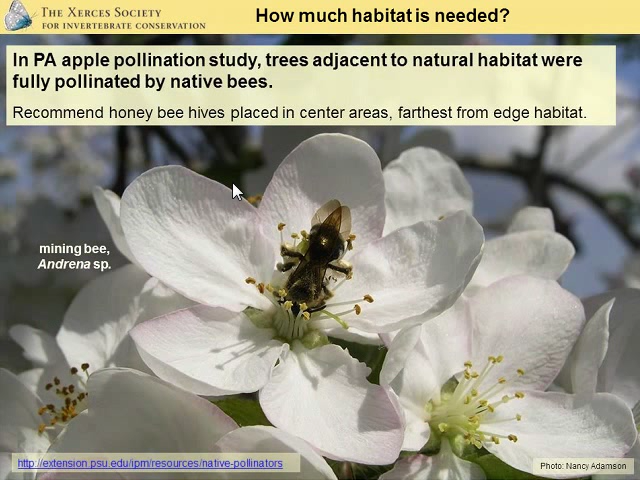 THE XERCES SOCIETY
FOR INVERTEBRATE CONSERVATION
How much habitat is needed?
In PA apple pollination study, trees adjacent to natural habitat were
fully pollinated by native bees.
Recommend honey bee hives placed in center areas, farthest from edge habitat.
mining bee,
Andrena sp.
http://extension.psu.edu/ipm/resources/native-pollinators
Photo: Nancy Adamson